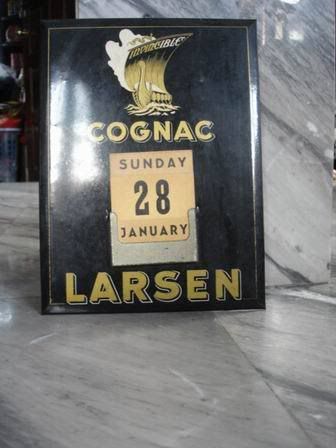 INVINCIBLE
COGNAC
SUNDAY
28
JANUARY
LARSEN